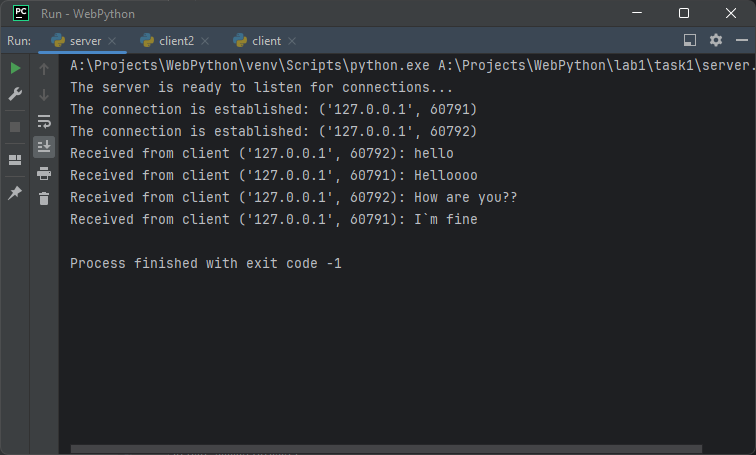 PC Run - WebPython
Run: server client2 client
A:\Projects\WebPython\venv\Scripts\python.exe A:\Projects\WebPython\lab1\task1\server.
The server is ready to listen for connections...
The connection is established: ('127.0.0.1', 60791)
The connection is established: ('127.0.0.1', 60792)
Received from client ('127.0.0.1', 60792): hello
Received from client ('127.0.0.1', 60791): Helloooo
Received from client ('127.0.0.1', 60792): How are you??
Received from client ('127.0.0.1', 60791): I`m fine
Process finished with exit code -1